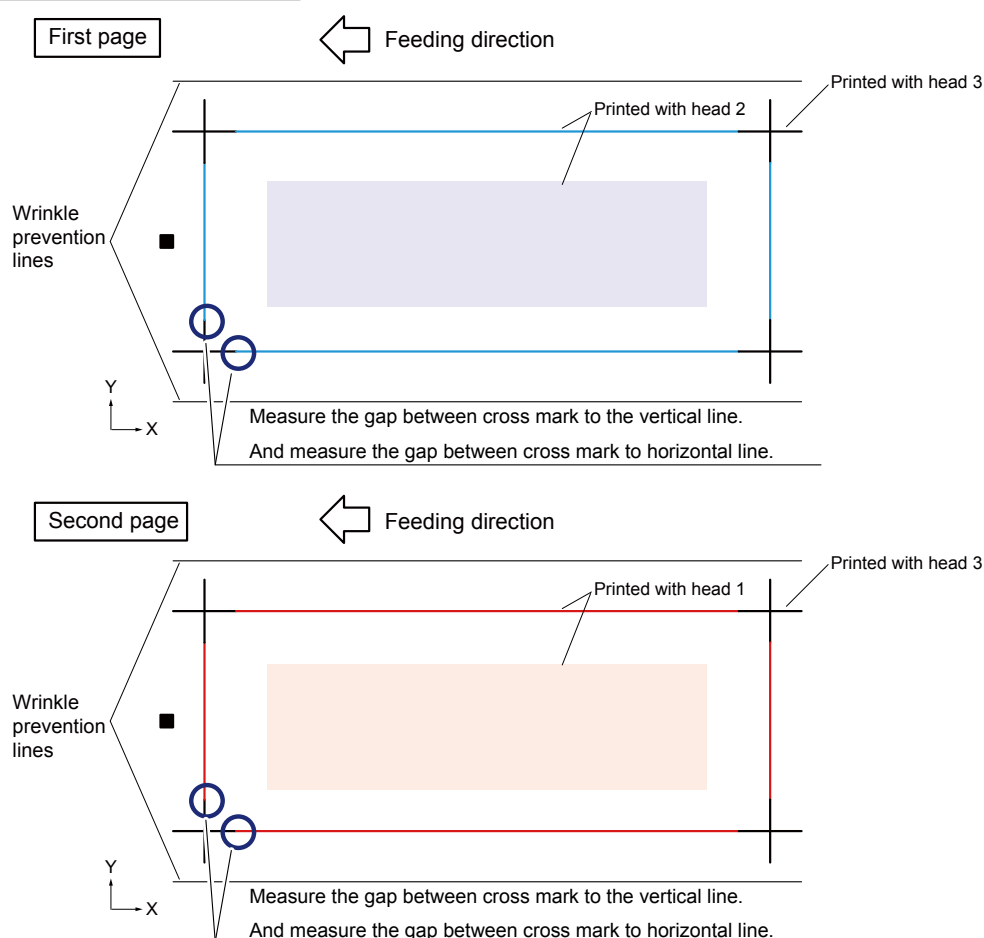 First page
Feeding direction
Printed with head 3
Printed with head 2
Wrinkle
prevention
lines
Y
X
Measure the gap between cross mark to the vertical line.
And measure the gap between cross mark to horizontal line.
Second page
Feeding direction
Printed with head 3
Printed with head 1
Wrinkle
prevention
lines
Y
X
Measure the gap between cross mark to the vertical line.
And measure the gap between cross mark to horizontal line.